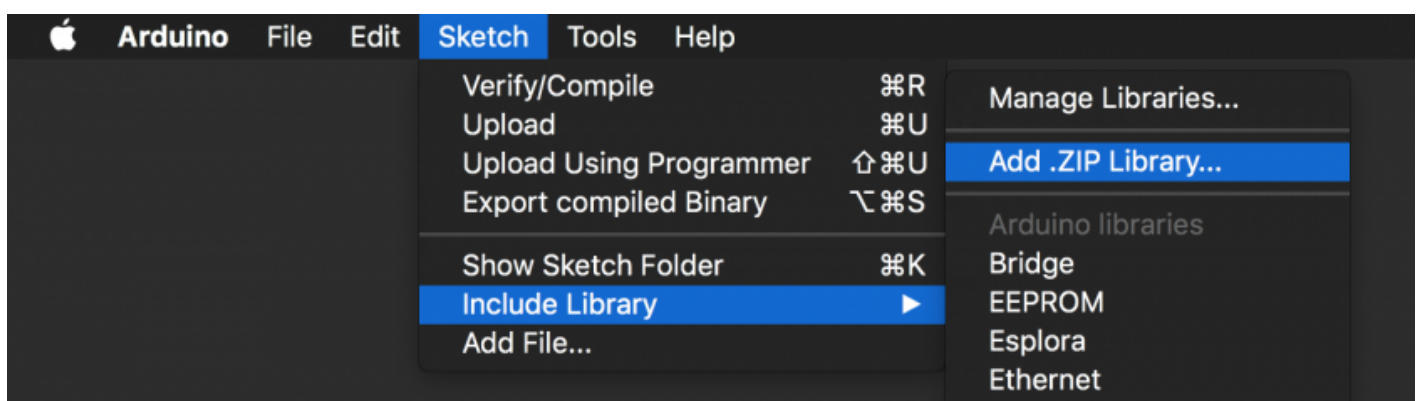 Arduino File Edit Sketch Tools Help
Verify/Compile ⌘R
Upload ⌘U
Upload Using Programmer ⇧⌘U
Export compiled Binary ⌥⌘S
Show Sketch Folder ⌘K
Include Library ▶
Add File...
Manage Libraries...
Add .ZIP Library...
Arduino libraries
Bridge
EEPROM
Esplora
Ethernet